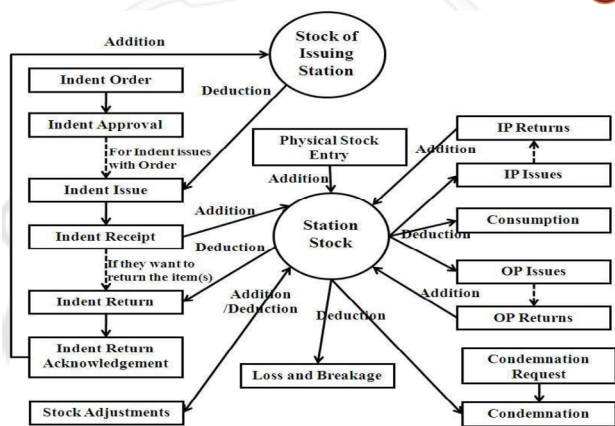 Addition
Stock of
Issuing
Station
Indent Order
Deduction
Indent Approval
For Indent issues
with Order
Physical Stock
Entry
IP Returns
Addition
Indent Issue
Addition
IP Issues
Addition
Station
Stock
Consumption
Indent Receipt
Deduction
Deduction
If they want to
return the item(s)
OP Issues
Indent Return
Addition
/Deduction
Addition
Deduction
OP Returns
Indent Return
Acknowledgement
Loss and Breakage
Condemnation
Request
Stock Adjustments
Condemnation